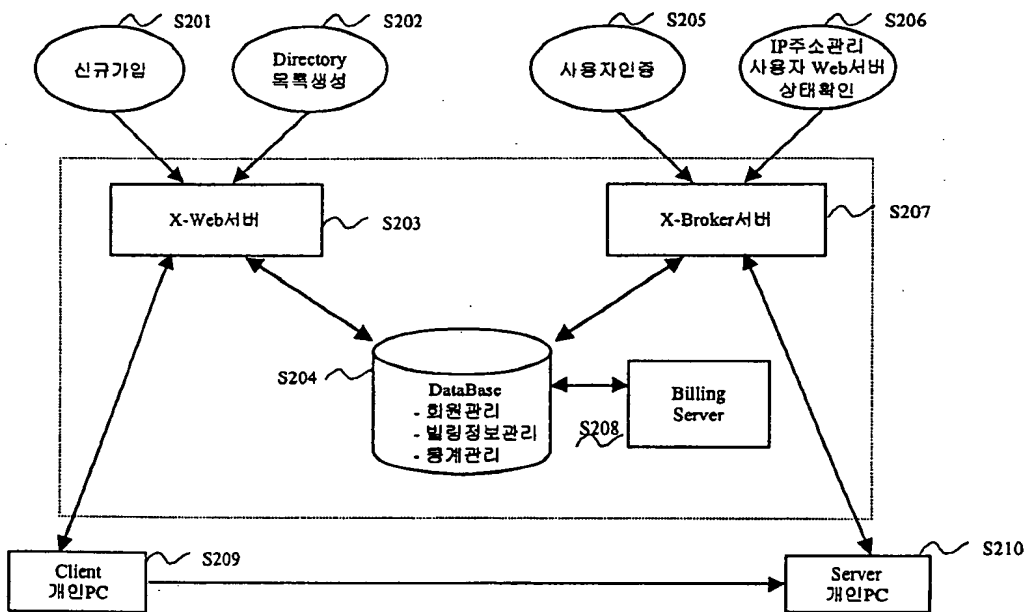 S201
S202
S205
S206
신규가입
Directory
목록생성
사용자인증
IP주소관리
사용자 Web서버
상태확인
X-Web서버
S203
X-Broker서버
S207
S204
DataBase
- 회원관리
- 빌링정보관리
- 통계관리
Billing
Server
S208
S209
Client
개인PC
S210
Server
개인PC